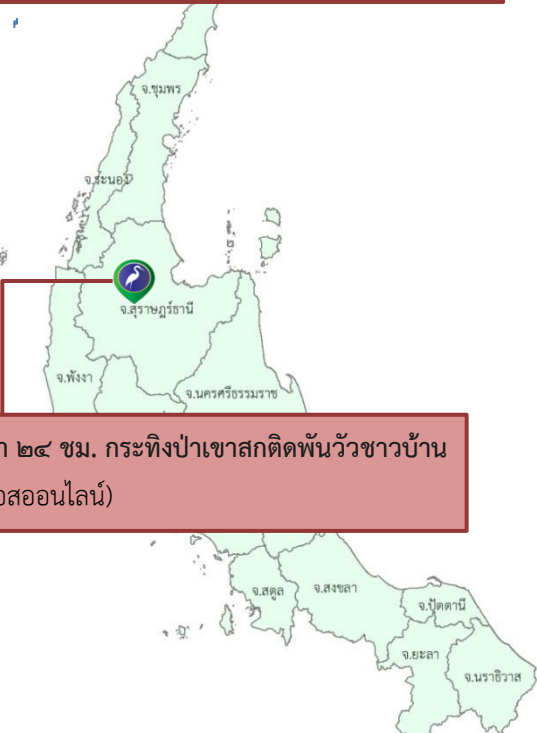 จ.ชุมพร
จ.ระนอง
จ.สุราษฎร์ธานี
จ.พังงา
จ.นครศรีธรรมราช
๒๔ ชม. กระทิงป่าเขาสกติดพันวัวชาวบ้าน
ออนไลน์)
จ.สตูล
จ.สงขลา
จ.ปัตตานี
จ.ยะลา
จ.นราธิวาส